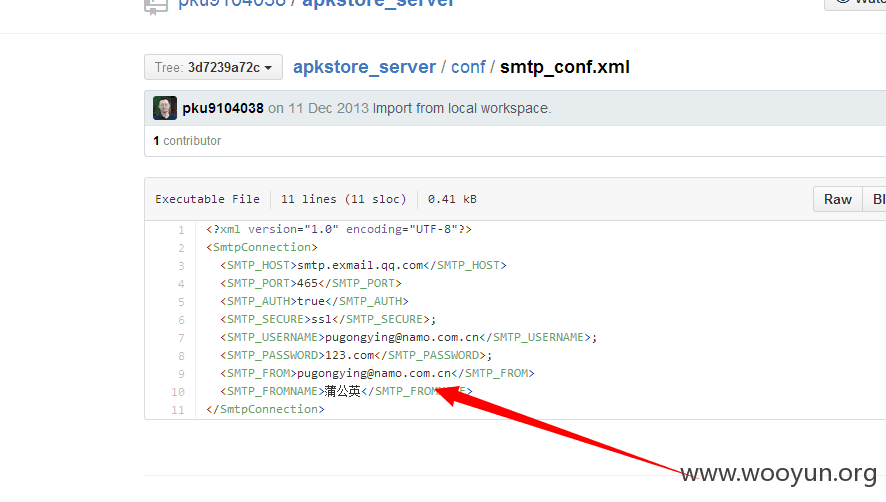 pku9104038 / apkstore_server
Tree: 3d7239a72c
apkstore_server / conf / smtp_conf.xml
pku9104038 on 11 Dec 2013 Import from local workspace.
1 contributor
Executable File 11 lines (11 sloc) 0.41 kB
Raw
1 <?xml version="1.0" encoding="UTF-8"?>
2 <SmtpConnection>
3 <SMTP_HOST>smtp.exmail.qq.com</SMTP_HOST>
4 <SMTP_PORT>465</SMTP_PORT>
5 <SMTP_AUTH>true</SMTP_AUTH>
6 <SMTP_SECURE>ssl</SMTP_SECURE>;
7 <SMTP_USERNAME>pugongying@namo.com.cn</SMTP_USERNAME>;
8 <SMTP_PASSWORD>123.com</SMTP_PASSWORD>;
9 <SMTP_FROM>pugongying@namo.com.cn</SMTP_FROM>
10 <SMTP_FROMNAME>蒲公英</SMTP_FROMNAME>
11 </SmtpConnection>
www.wooyun.org